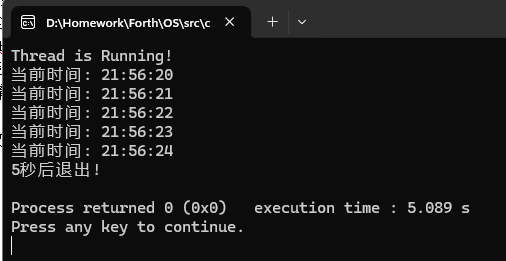 D:\Homework\Forth\OS\src\c
Thread is Running!
当前时间: 21:56:20
当前时间: 21:56:21
当前时间: 21:56:22
当前时间: 21:56:23
当前时间: 21:56:24
5秒后退出!
Process returned 0 (0x0)   execution time : 5.089 s
Press any key to continue.